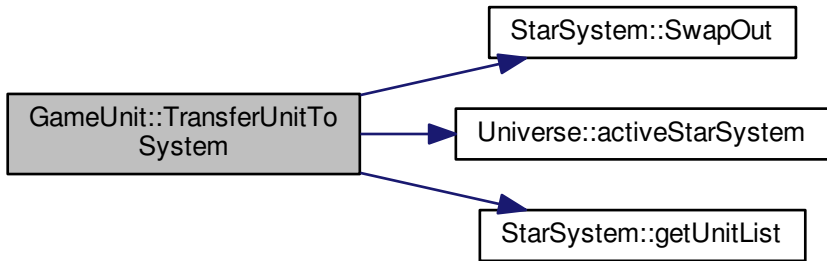 GameUnit::TransferUnitTo
System
StarSystem::SwapOut
Universe::activeStarSystem
StarSystem::getUnitList